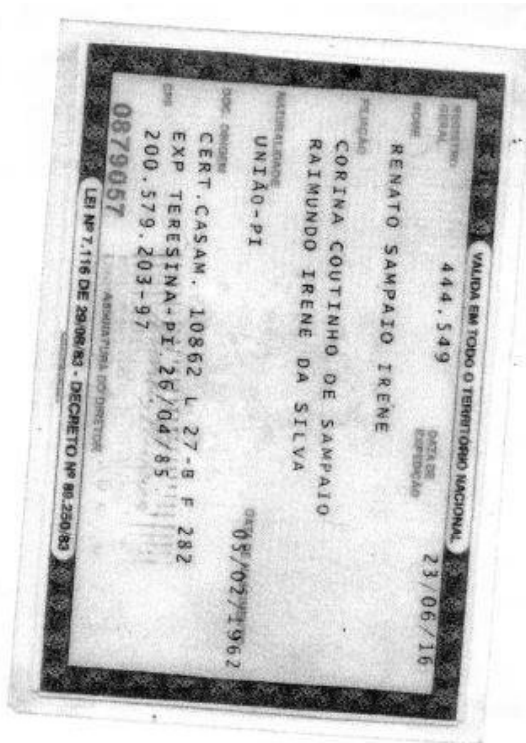 VÁLIDA EM TODO O TERRITÓRIO NACIONAL
REGISTRO GERAL 444.549 DATA DE EXPEDIÇÃO 23/06/16
NOME
RENATO SAMPAIO IRENE
FILIAÇÃO
CORINA COUTINHO DE SAMPAIO
RAIMUNDO IRENE DA SILVA
NATURALIDADE DATA DE
UNIÃO-PI 05/02/1962
DOC ORIGEM
CERT.CASAM. 10862 L 27-B F 282
EXP TERESINA-PI.26/04/85
CPF
200.579.203-97
0879057
ASSINATURA DO DIRETOR
LEI Nº 7.116 DE 29/08/83 - DECRETO Nº 89.250/83